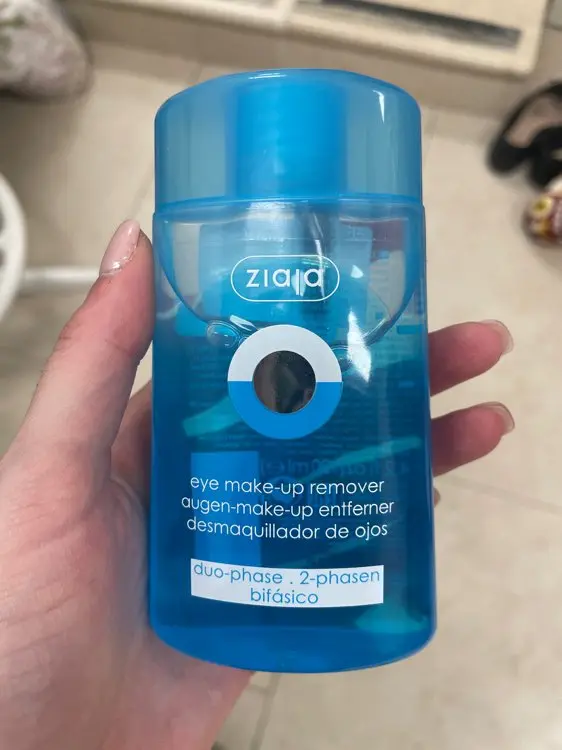 ziaja
eye make-up remover
augen-make-up entferner
desmaquillador de ojos
duo-phase . 2-phasen
bifásico